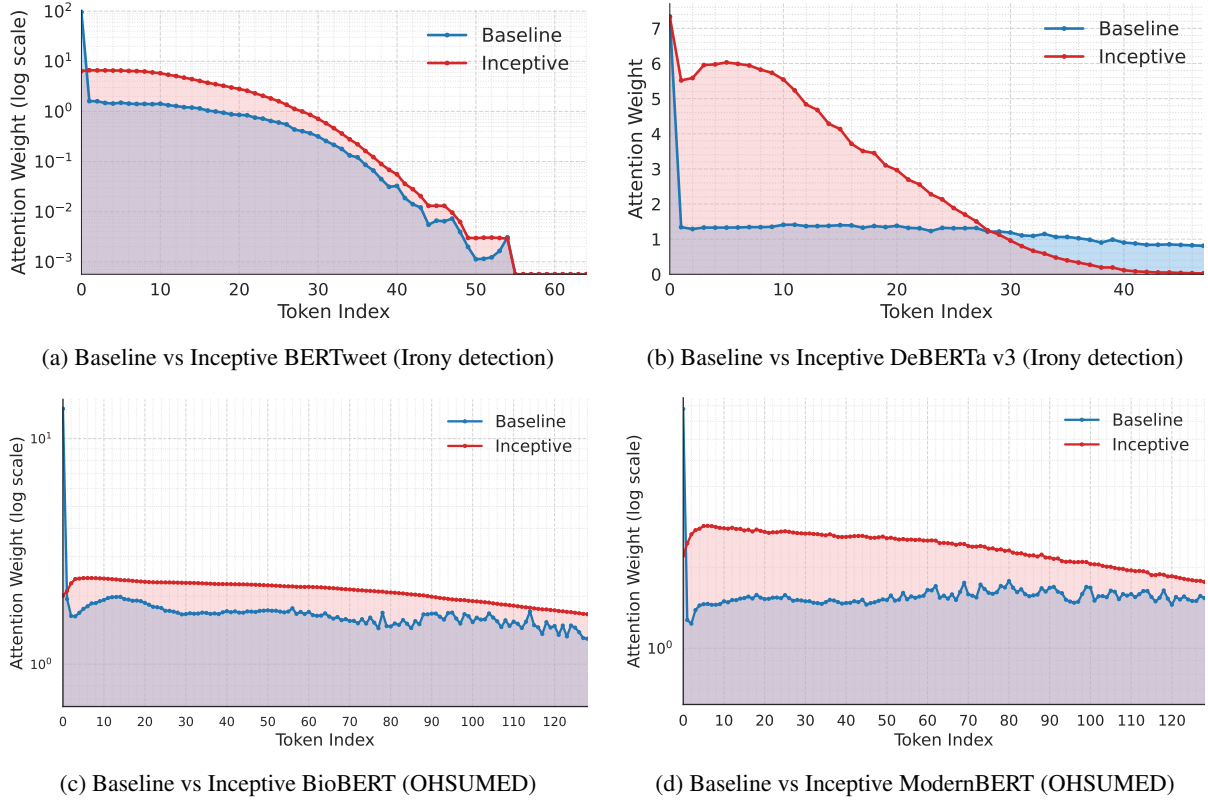 10²
10¹
10⁰
10⁻¹
10⁻²
10⁻³
Attention Weight (log scale)
Baseline
Inceptive
0 10 20 30 40 50 60
Token Index
(a) Baseline vs Inceptive BERTweet (Irony detection)
7
6
5
4
3
2
1
0
Attention Weight
Baseline
Inceptive
0 10 20 40
Token Index
(b) Baseline vs Inceptive DeBERTa v3 (Irony detection)
10¹
10⁰
Attention Weight (log scale)
Baseline
Inceptive
0 10 20 30 40 50 60 70 80 90 100 110 120
Token Index
(c) Baseline vs Inceptive BioBERT (OHSUMED)
10⁰
Attention Weight (log scale)
Baseline
Inceptive
0 10 20 30 40 50 60 70 80 90 100 110 120
Token Index
(d) Baseline vs Inceptive ModernBERT (OHSUMED)